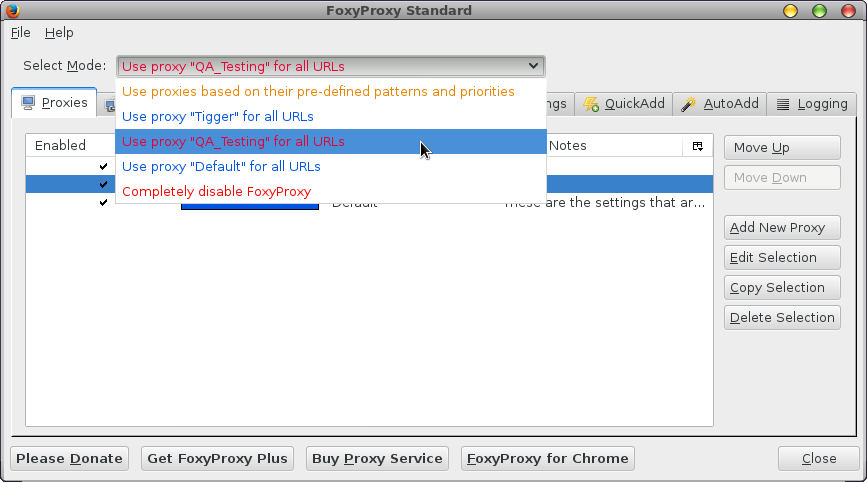 FoxyProxy Standard
File Help
Select Mode: Use proxy "QA_Testing" for all URLs
Use proxies based on their pre-defined patterns and priorities
Use proxy "Tigger" for all URLs
Use proxy "QA_Testing" for all URLs
Use proxy "Default" for all URLs
Completely disable FoxyProxy
Proxies ngs QuickAdd AutoAdd Logging
Enabled Notes
Default These are the settings that ar...
Move Up
Move Down
Add New Proxy
Edit Selection
Copy Selection
Delete Selection
Please Donate Get FoxyProxy Plus Buy Proxy Service FoxyProxy for Chrome Close